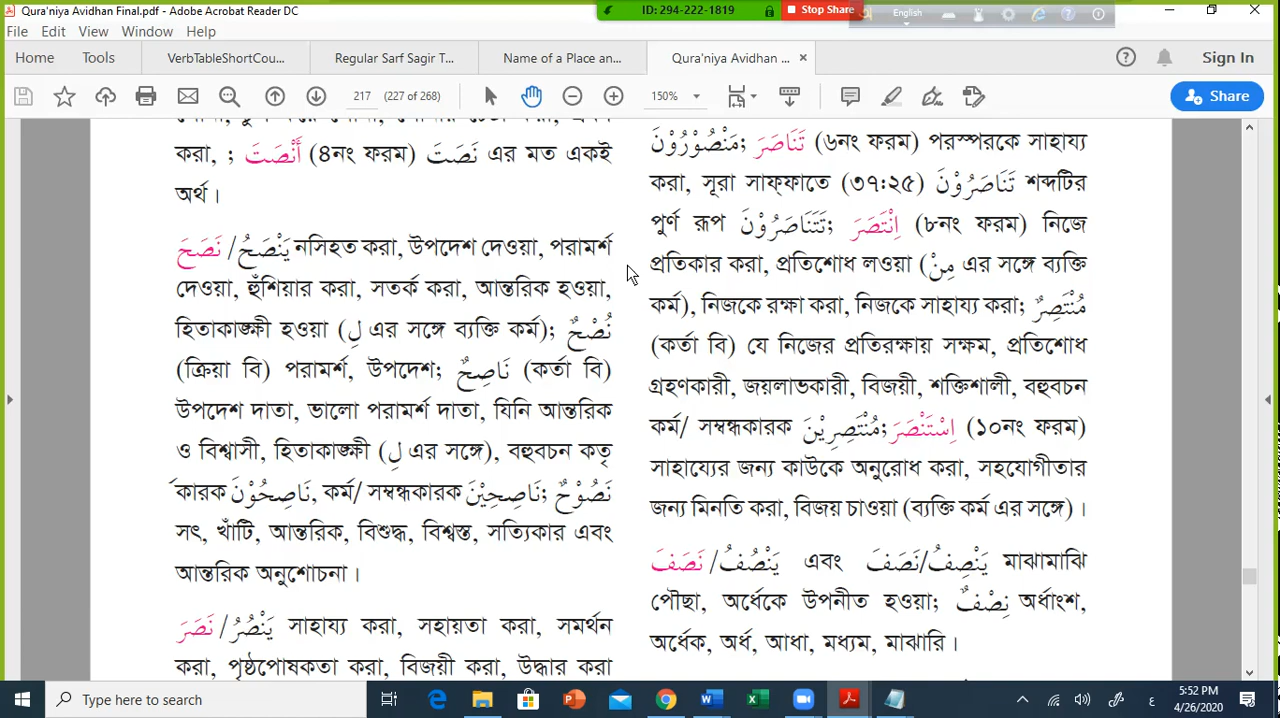 Qura'niya Avidhan Final.pdf - Adobe Acrobat Reader DC
ID: 294-222-1819
Stop Share
English
File Edit View Window Help
Home Tools VerbTableShortCou... Regular Sarf Sagir T... Name of a Place an... Qura'niya Avidhan ... × Sign In
217 (227 of 268) 150% Share
করা, ; أَنْصَتَ (৪নং ফরম) نَصَتَ এর মত একই
অর্থ।
نَصَحَ/ يَنْصَحُ নসিহত করা, উপদেশ দেওয়া, পরামর্শ
দেওয়া, হুঁশিয়ার করা, সতর্ক করা, আন্তরিক হওয়া,
হিতাকাঙ্ক্ষী হওয়া (لِ এর সঙ্গে ব্যক্তি কর্ম); نُصْحٌ
(ক্রিয়া বি) পরামর্শ, উপদেশ; نَاصِحٌ (কর্তা বি)
উপদেশ দাতা, ভালো পরামর্শ দাতা, যিনি আন্তরিক
ও বিশ্বাসী, হিতাকাঙ্ক্ষী (لِ এর সঙ্গে), বহুবচন কতৃ
র্কারক نَاصِحُوْنَ, কর্ম/ সম্বন্ধকারক نَاصِحِيْنَ; نَصُوْحٌ
সৎ, খাঁটি, আন্তরিক, বিশুদ্ধ, বিশ্বস্ত, সত্যিকার এবং
আন্তরিক অনুশোচনা।
نَصَرَ/ يَنْصُرُ সাহায্য করা, সহায়তা করা, সমর্থন
করা, পৃষ্ঠপোষকতা করা, বিজয়ী করা, উদ্ধার করা
مَنْصُوْرُوْنَ; تَنَاصَرَ (৬নং ফরম) পরস্পরকে সাহায্য
করা, সূরা সাফ্ফাতে (৩৭:২৫) تَنَاصَرُوْنَ শব্দটির
পুর্ণ রূপ تَتَنَاصَرُوْنَ; اِنْتَصَرَ (৮নং ফরম) নিজে
প্রতিকার করা, প্রতিশোধ লওয়া (مِنْ এর সঙ্গে ব্যক্তি
কর্ম), নিজকে রক্ষা করা, নিজকে সাহায্য করা; مُنْتَصِرٌ
(কর্তা বি) যে নিজের প্রতিরক্ষায় সক্ষম, প্রতিশোধ
গ্রহণকারী, জয়লাভকারী, বিজয়ী, শক্তিশালী, বহুবচন
কর্ম/ সম্বন্ধকারক مُنْتَصِرِيْنَ; اِسْتَنْصَرَ (১০নং ফরম)
সাহায্যের জন্য কাউকে অনুরোধ করা, সহযোগীতার
জন্য মিনতি করা, বিজয় চাওয়া (ব্যক্তি কর্ম এর সঙ্গে)।
نَصَفَ/ يَنْصُفُ এবং نَصَفَ/يَنْصِفُ মাঝামাঝি
পৌছা, অর্ধেকে উপনীত হওয়া; نِصْفٌ অর্ধাংশ,
অর্ধেক, অর্ধ, আধা, মধ্যম, মাঝারি।
Type here to search
5:52 PM
4/26/2020